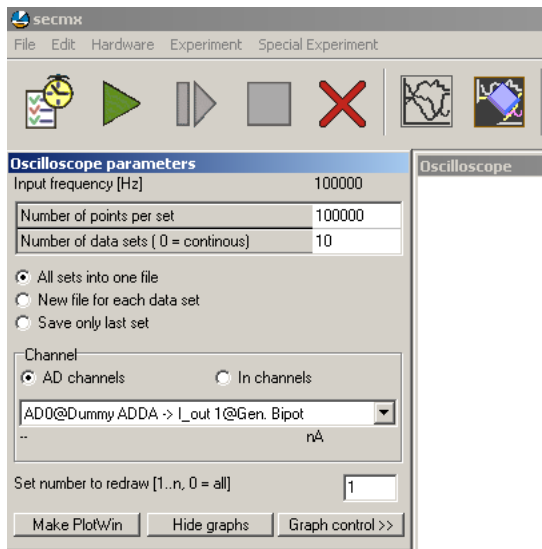 secmx
File Edit Hardware Experiment Special Experiment
Oscilloscope parameters
Oscilloscope
Input frequency [Hz] 100000
Number of points per set 100000
Number of data sets ( 0 = continous) 10
All sets into one file
New file for each data set
Save only last set
Channel
AD channels In channels
AD0@Dummy ADDA -> I_out 1@Gen. Bipot
-- nA
Set number to redraw [1..n, 0 = all] 1
Make PlotWin Hide graphs Graph control >>